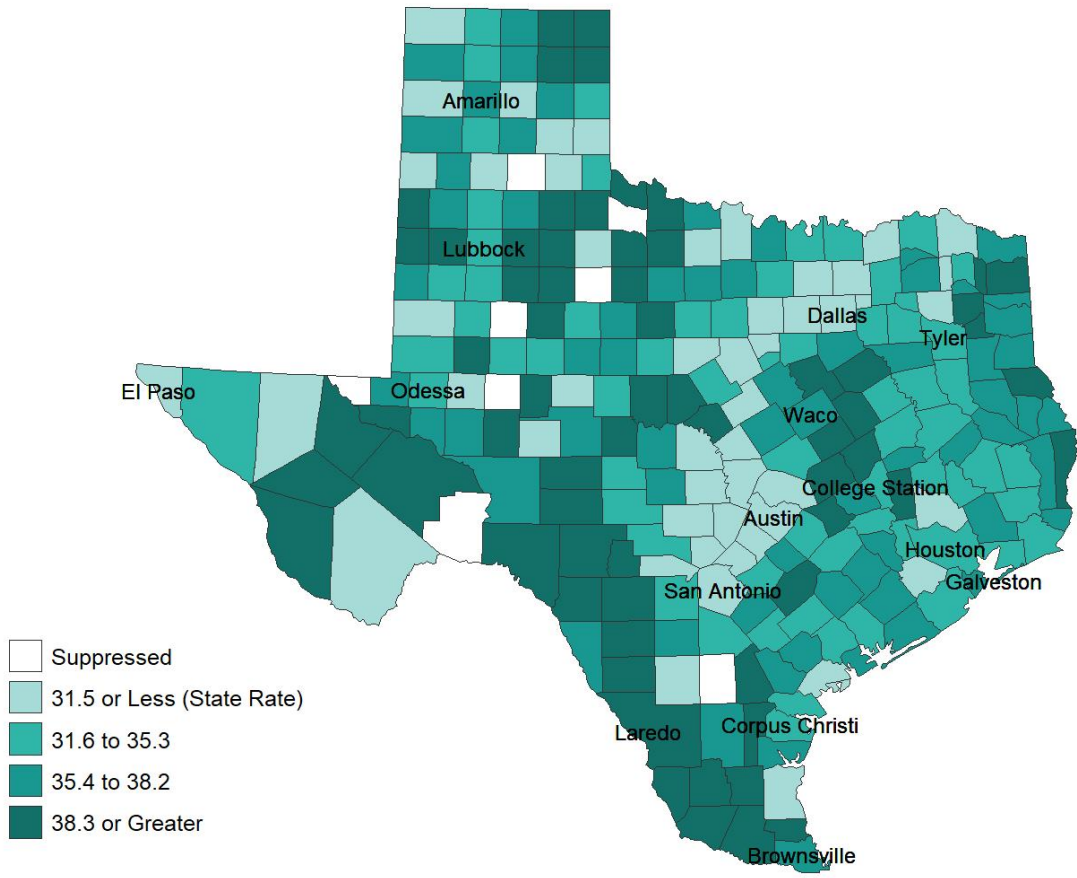 Amarillo
Lubbock
Dallas
Tyler
El Paso
Odessa
Waco
College Station
Austin
Houston
Galveston
San Antonio
Suppressed
31.5 or Less (State Rate)
31.6 to 35.3
Laredo
Corpus Christi
35.4 to 38.2
38.3 or Greater
Brownsville